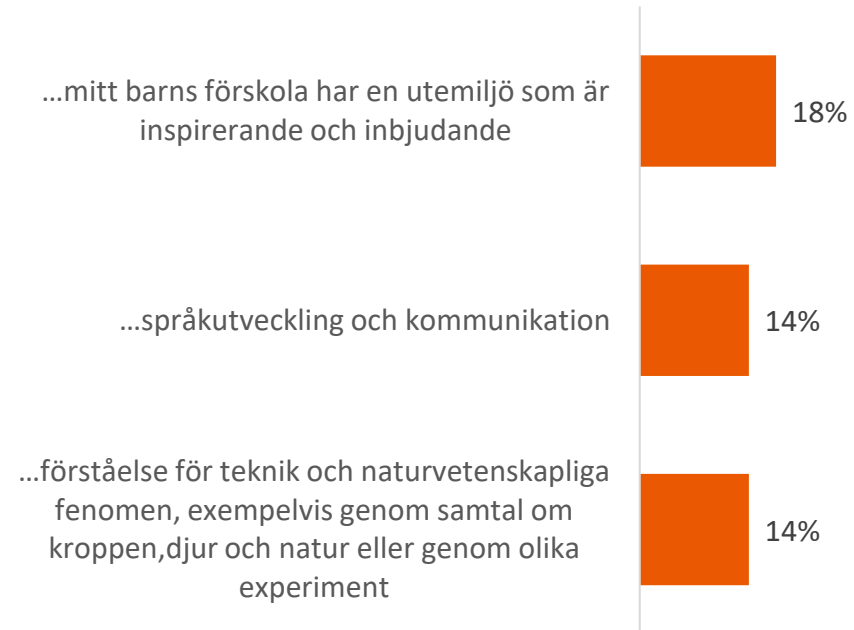 …mitt barns förskola har en utemiljö som är
inspirerande och inbjudande
18%
…språkutveckling och kommunikation
14%
…förståelse för teknik och naturvetenskapliga
fenomen, exempelvis genom samtal om
kroppen,djur och natur eller genom olika
experiment
14%